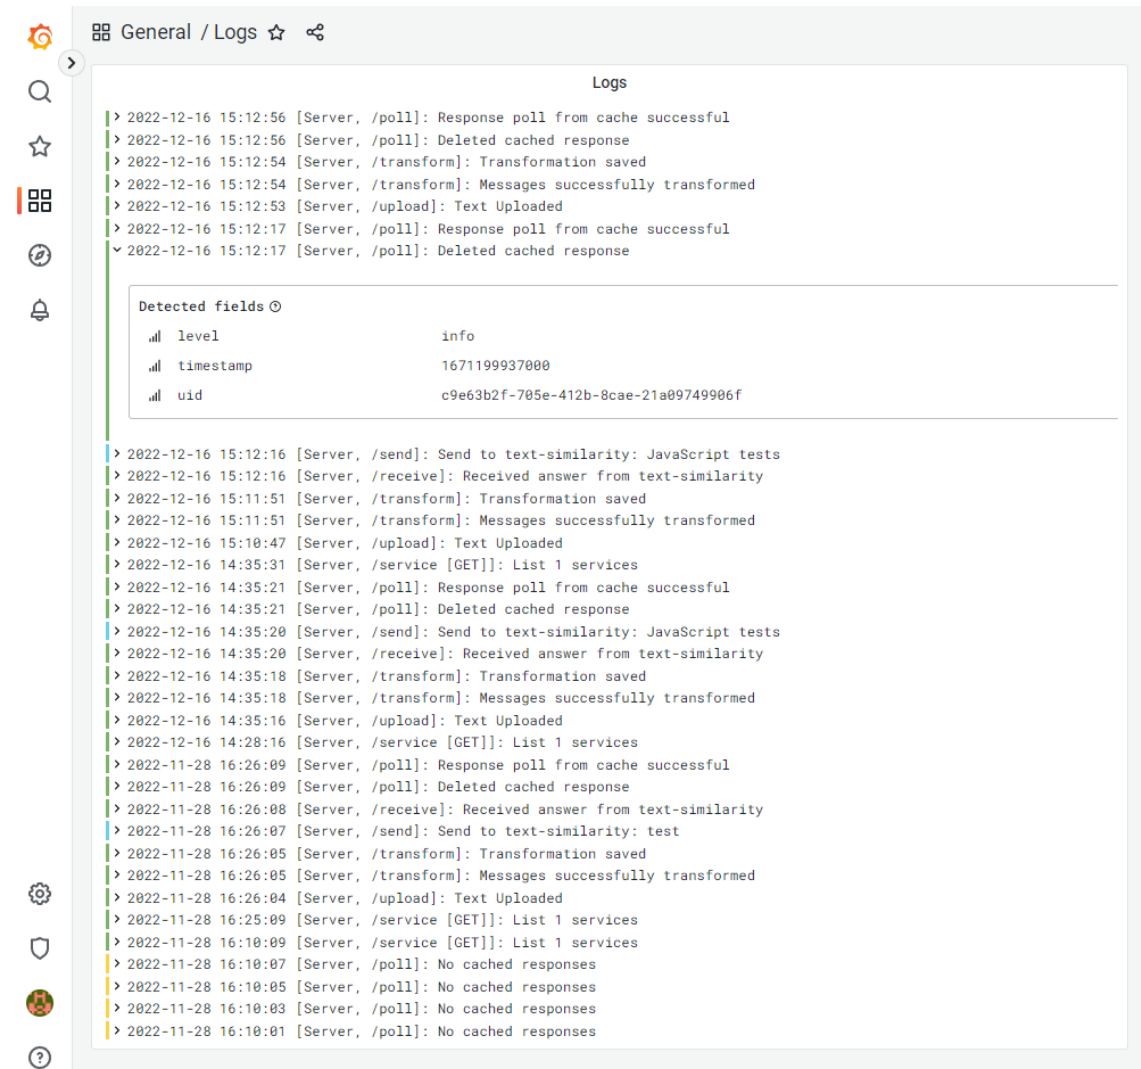 General / Logs
Logs
2022-12-16 15:12:56 [Server, /poll]: Response poll from cache successful
2022-12-16 15:12:56 [Server, /poll]: Deleted cached response
2022-12-16 15:12:54 [Server, /transform]: Transformation saved
2022-12-16 15:12:54 [Server, /transform]: Messages successfully transformed
2022-12-16 15:12:53 [Server, /upload]: Text Uploaded
2022-12-16 15:12:17 [Server, /poll]: Response poll from cache successful
2022-12-16 15:12:17 [Server, /poll]: Deleted cached response
Detected fields
level info
timestamp 1671199937000
uid c9e63b2f-705e-412b-8cae-21a09749906f
2022-12-16 15:12:16 [Server, /send]: Send to text-similarity: JavaScript tests
2022-12-16 15:12:16 [Server, /receive]: Received answer from text-similarity
2022-12-16 15:11:51 [Server, /transform]: Transformation saved
2022-12-16 15:11:51 [Server, /transform]: Messages successfully transformed
2022-12-16 15:10:47 [Server, /upload]: Text Uploaded
2022-12-16 14:35:31 [Server, /service [GET]]: List 1 services
2022-12-16 14:35:21 [Server, /poll]: Response poll from cache successful
2022-12-16 14:35:21 [Server, /poll]: Deleted cached response
2022-12-16 14:35:20 [Server, /send]: Send to text-similarity: JavaScript tests
2022-12-16 14:35:20 [Server, /receive]: Received answer from text-similarity
2022-12-16 14:35:18 [Server, /transform]: Transformation saved
2022-12-16 14:35:18 [Server, /transform]: Messages successfully transformed
2022-12-16 14:35:16 [Server, /upload]: Text Uploaded
2022-12-16 14:28:16 [Server, /service [GET]]: List 1 services
2022-11-28 16:26:09 [Server, /poll]: Response poll from cache successful
2022-11-28 16:26:09 [Server, /poll]: Deleted cached response
2022-11-28 16:26:08 [Server, /receive]: Received answer from text-similarity
2022-11-28 16:26:07 [Server, /send]: Send to text-similarity: test
2022-11-28 16:26:05 [Server, /transform]: Transformation saved
2022-11-28 16:26:05 [Server, /transform]: Messages successfully transformed
2022-11-28 16:26:04 [Server, /upload]: Text Uploaded
2022-11-28 16:25:09 [Server, /service [GET]]: List 1 services
2022-11-28 16:10:09 [Server, /service [GET]]: List 1 services
2022-11-28 16:10:07 [Server, /poll]: No cached responses
2022-11-28 16:10:05 [Server, /poll]: No cached responses
2022-11-28 16:10:03 [Server, /poll]: No cached responses
2022-11-28 16:10:01 [Server, /poll]: No cached responses